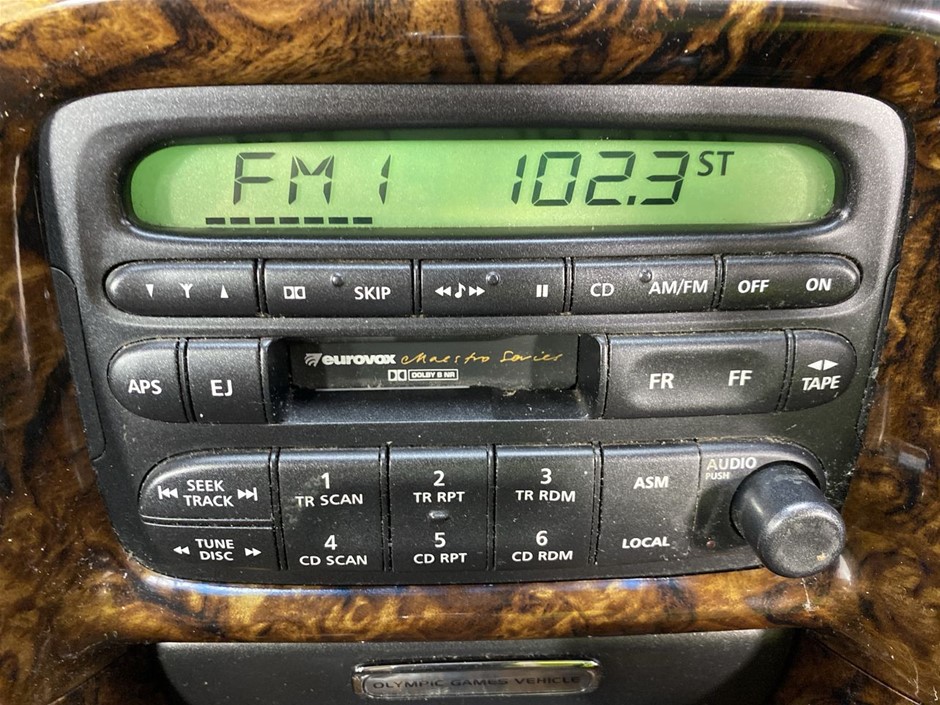 FM 1 102.3 ST
SKIP CD AM/FM OFF ON
eurovox Maestro Series
DOLBY B NR
APS EJ FR FF TAPE
SEEK TRACK
1 TR SCAN
2 TR RPT
3 TR RDM
ASM
AUDIO
PUSH
TUNE DISC
4 CD SCAN
5 CD RPT
6 CD RDM
LOCAL
OLYMPIC GAMES VEHICLE